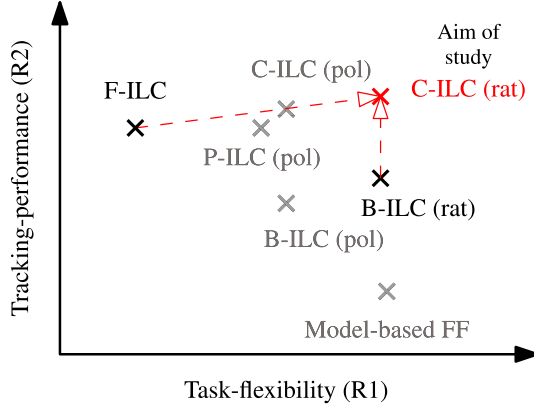 Aim of
study
C-ILC (pol)
F-ILC
C-ILC (rat)
P-ILC (pol)
B-ILC (rat)
B-ILC (pol)
Model-based FF
Tracking-performance (R2)
Task-flexibility (R1)